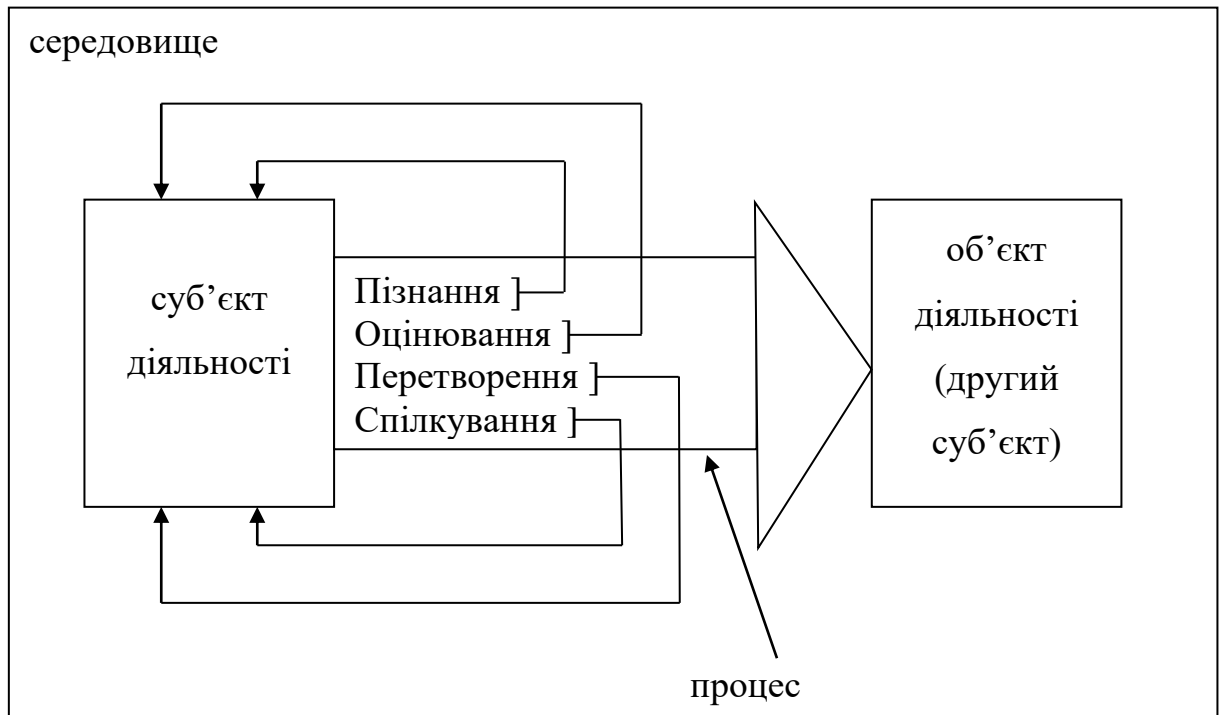 середовище
суб’єкт
діяльності
Пізнання ]
Оцінювання ]
Перетворення ]
Спілкування ]
об’єкт
діяльності
(другий
суб’єкт)
процес